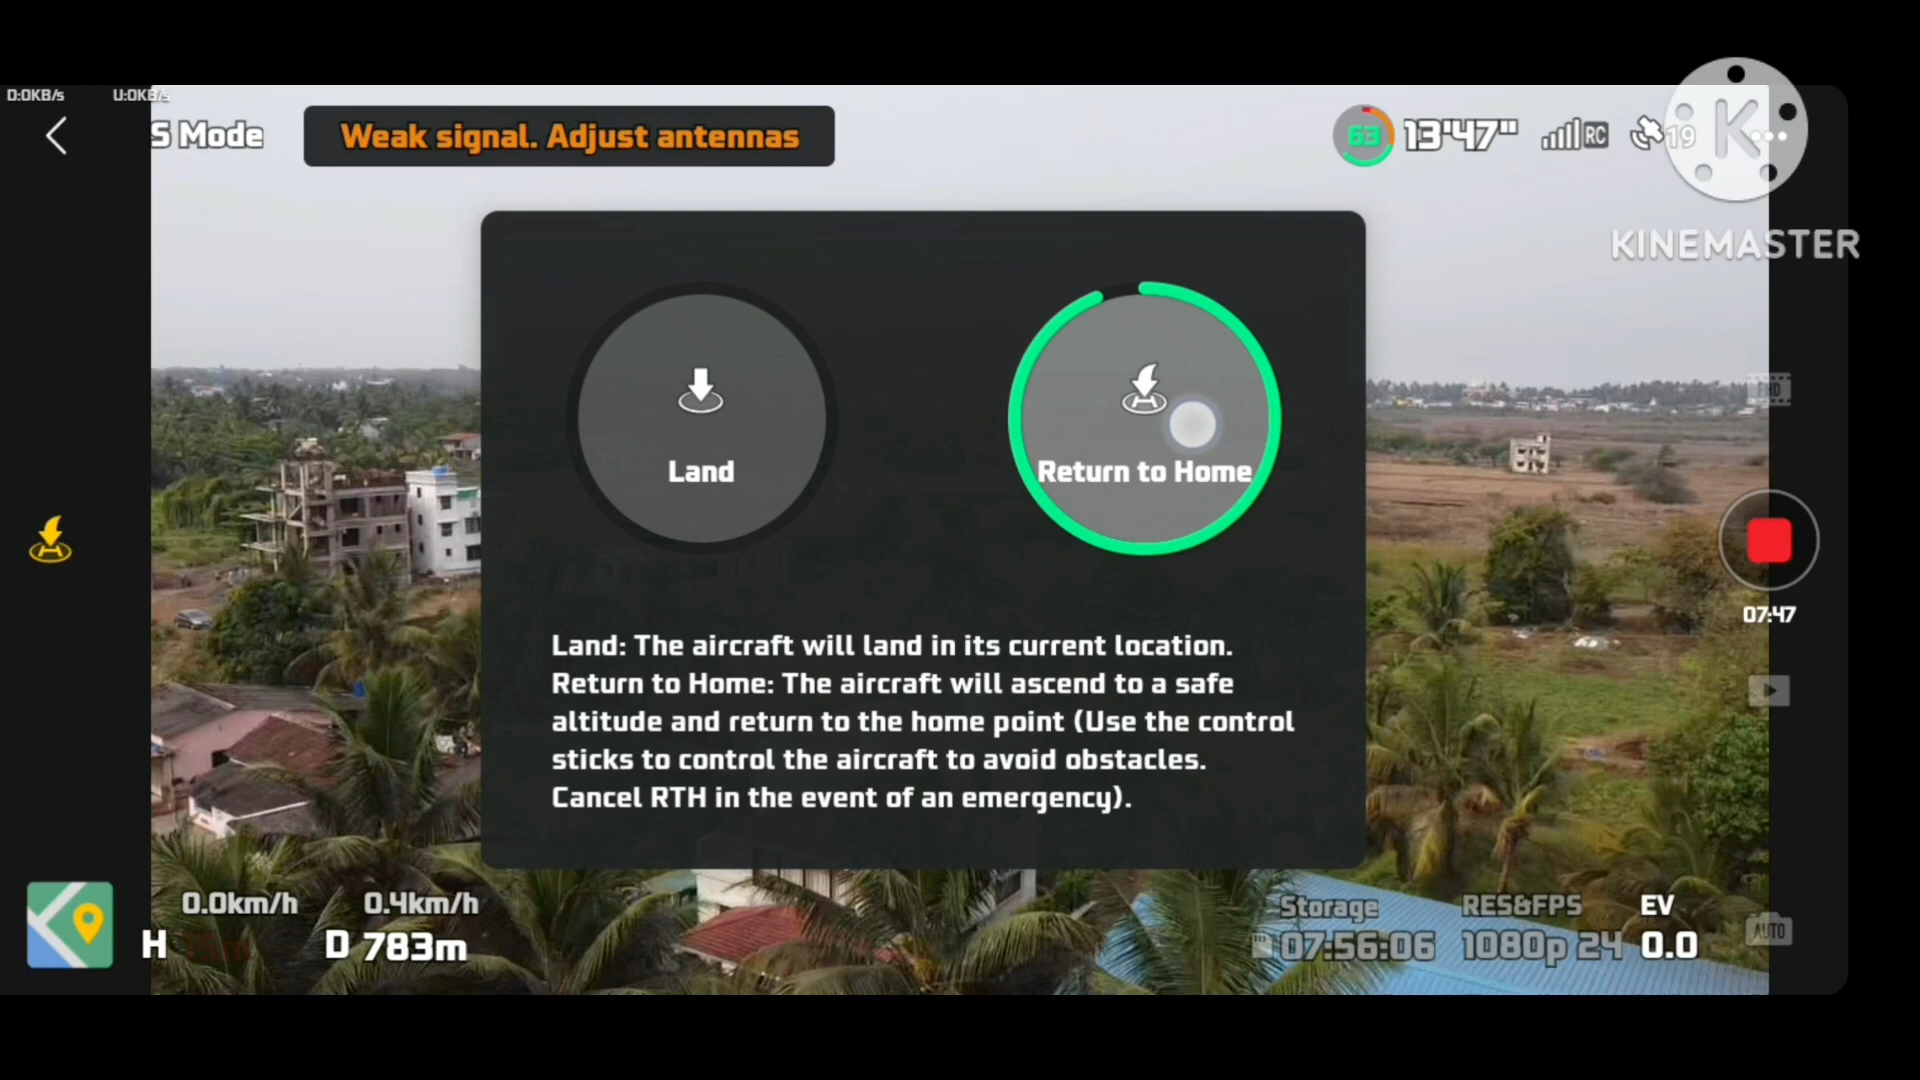 D:0KB/s U:0KB/s
S Mode
Weak signal. Adjust antennas
63
13'47"
RC
19
K
KINEMASTER
Land
Return to Home
Land: The aircraft will land in its current location.
Return to Home: The aircraft will ascend to a safe
altitude and return to the home point (Use the control
sticks to control the aircraft to avoid obstacles.
Cancel RTH in the event of an emergency).
07:47
0.0km/h 0.4km/h
H
D 783m
Storage
07:56:06
RES&FPS
1080p 24
EV
0.0
AUTO